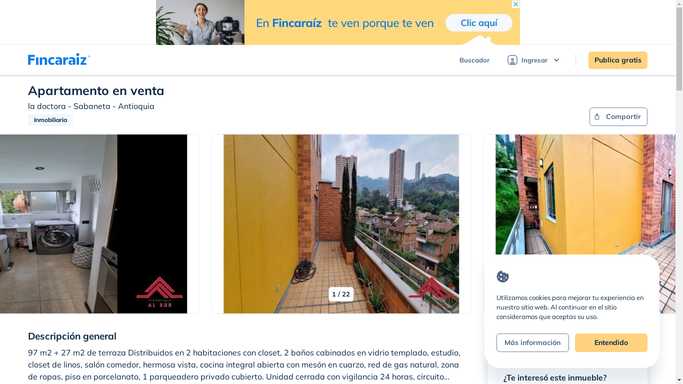 En Fincaraíz te ven porque te ven
Clic aquí
Fincaraíz
Buscador
Ingresar
Publica gratis
Apartamento en venta
la doctora - Sabaneta - Antioquia
Inmobiliaria
Compartir
AL SUR
1 / 22
Utilizamos cookies para mejorar tu experiencia en
nuestro sitio web. Al continuar en el sitio
consideramos que aceptas su uso.
Más información
Entendido
Descripción general
97 m2 + 27 m2 de terraza Distribuidos en 2 habitaciones con closet, 2 baños cabinados en vidrio templado, estudio,
closet de linos, salón comedor, hermosa vista, cocina integral abierta con mesón en cuarzo, red de gas natural, zona
de ropas, piso en porcelanato, 1 parqueadero privado cubierto. Unidad cerrada con vigilancia 24 horas, circuito...
¿Te interesó este inmueble?